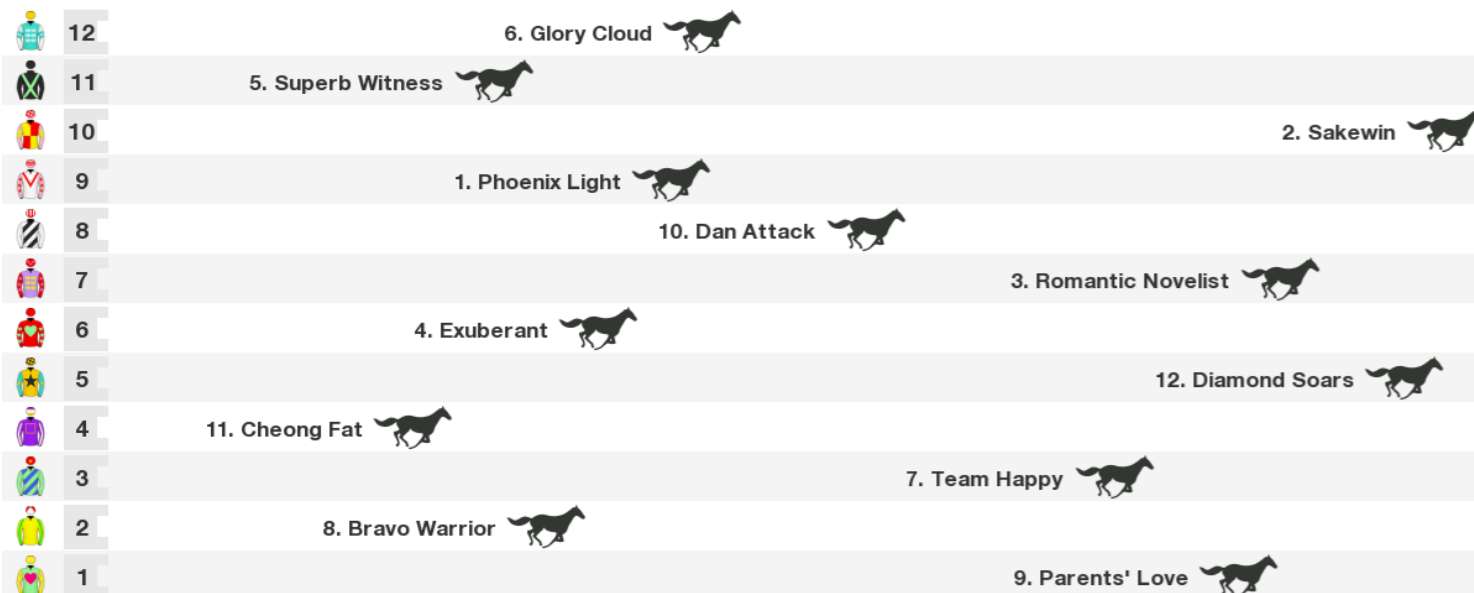 12 6. Glory Cloud
11 5. Superb Witness
10 2. Sakewin
9 1. Phoenix Light
8 10. Dan Attack
7 3. Romantic Novelist
6 4. Exuberant
5 12. Diamond Soars
4 11. Cheong Fat
3 7. Team Happy
2 8. Bravo Warrior
1 9. Parents' Love